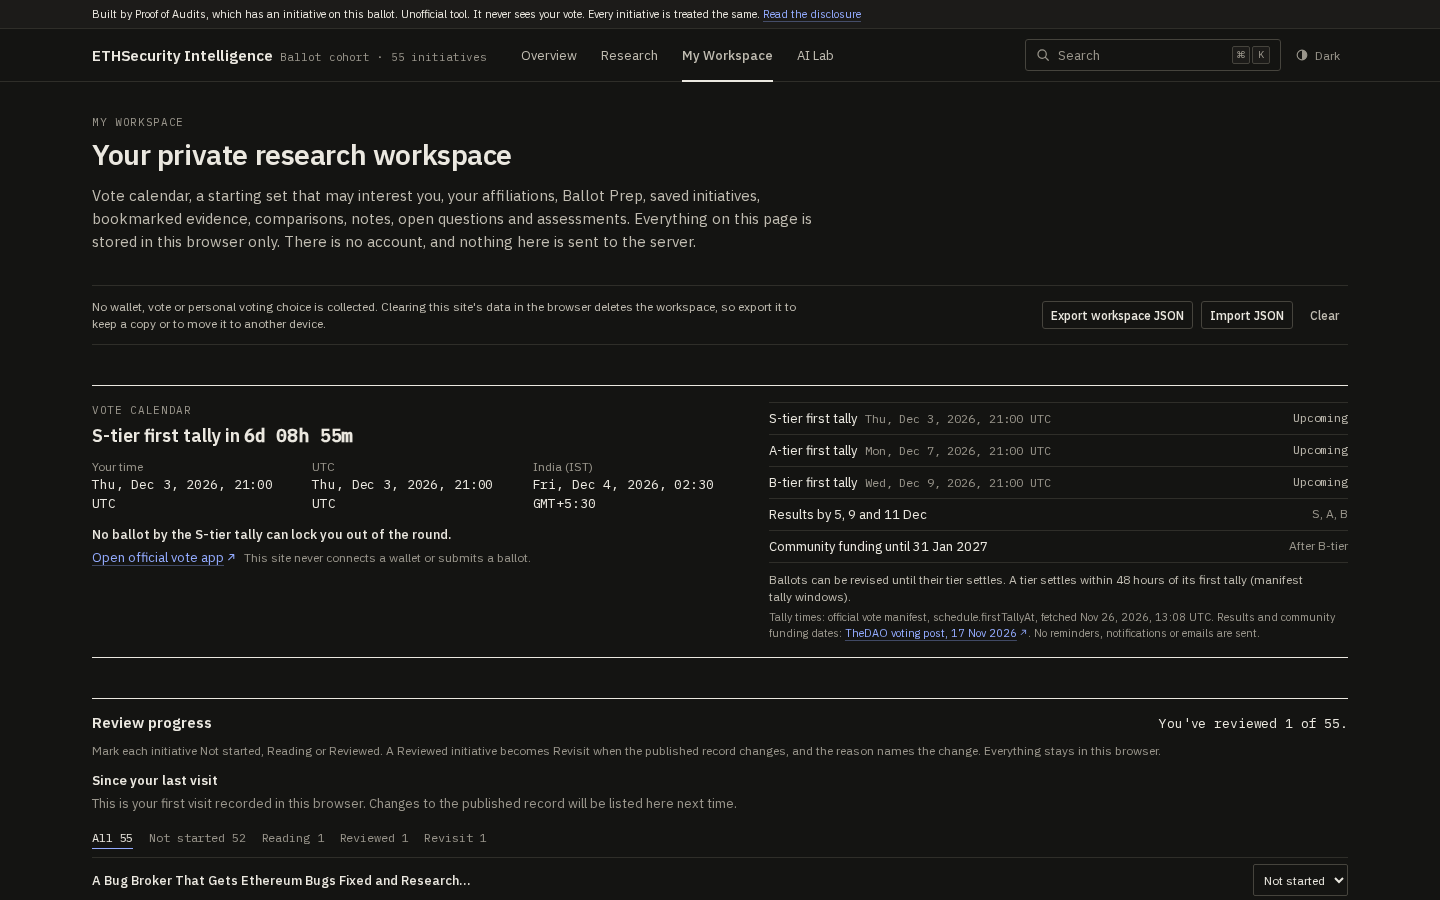 Built by Proof of Audits, which has an initiative on this ballot. Unofficial tool. It never sees your vote. Every initiative is treated the same. Read the disclosure
ETHSecurity Intelligence Ballot cohort · 55 initiatives Overview Research My Workspace AI Lab Search ⌘ K Dark
MY WORKSPACE
Your private research workspace
Vote calendar, a starting set that may interest you, your affiliations, Ballot Prep, saved initiatives,
bookmarked evidence, comparisons, notes, open questions and assessments. Everything on this page is
stored in this browser only. There is no account, and nothing here is sent to the server.
No wallet, vote or personal voting choice is collected. Clearing this site's data in the browser deletes the workspace, so export it to
keep a copy or to move it to another device.
Export workspace JSON Import JSON Clear
VOTE CALENDAR
S-tier first tally in 6d 08h 55m
Your time UTC India (IST)
Thu, Dec 3, 2026, 21:00 Thu, Dec 3, 2026, 21:00 Fri, Dec 4, 2026, 02:30
UTC UTC GMT+5:30
No ballot by the S-tier tally can lock you out of the round.
Open official vote app ↗ This site never connects a wallet or submits a ballot.
S-tier first tally Thu, Dec 3, 2026, 21:00 UTC Upcoming
A-tier first tally Mon, Dec 7, 2026, 21:00 UTC Upcoming
B-tier first tally Wed, Dec 9, 2026, 21:00 UTC Upcoming
Results by 5, 9 and 11 Dec S, A, B
Community funding until 31 Jan 2027 After B-tier
Ballots can be revised until their tier settles. A tier settles within 48 hours of its first tally (manifest
tally windows).
Tally times: official vote manifest, schedule.firstTallyAt, fetched Nov 26, 2026, 13:08 UTC. Results and community
funding dates: TheDAO voting post, 17 Nov 2026 ↗. No reminders, notifications or emails are sent.
Review progress You've reviewed 1 of 55.
Mark each initiative Not started, Reading or Reviewed. A Reviewed initiative becomes Revisit when the published record changes, and the reason names the change. Everything stays in this browser.
Since your last visit
This is your first visit recorded in this browser. Changes to the published record will be listed here next time.
All 55 Not started 52 Reading 1 Reviewed 1 Revisit 1
A Bug Broker That Gets Ethereum Bugs Fixed and Research... Not started